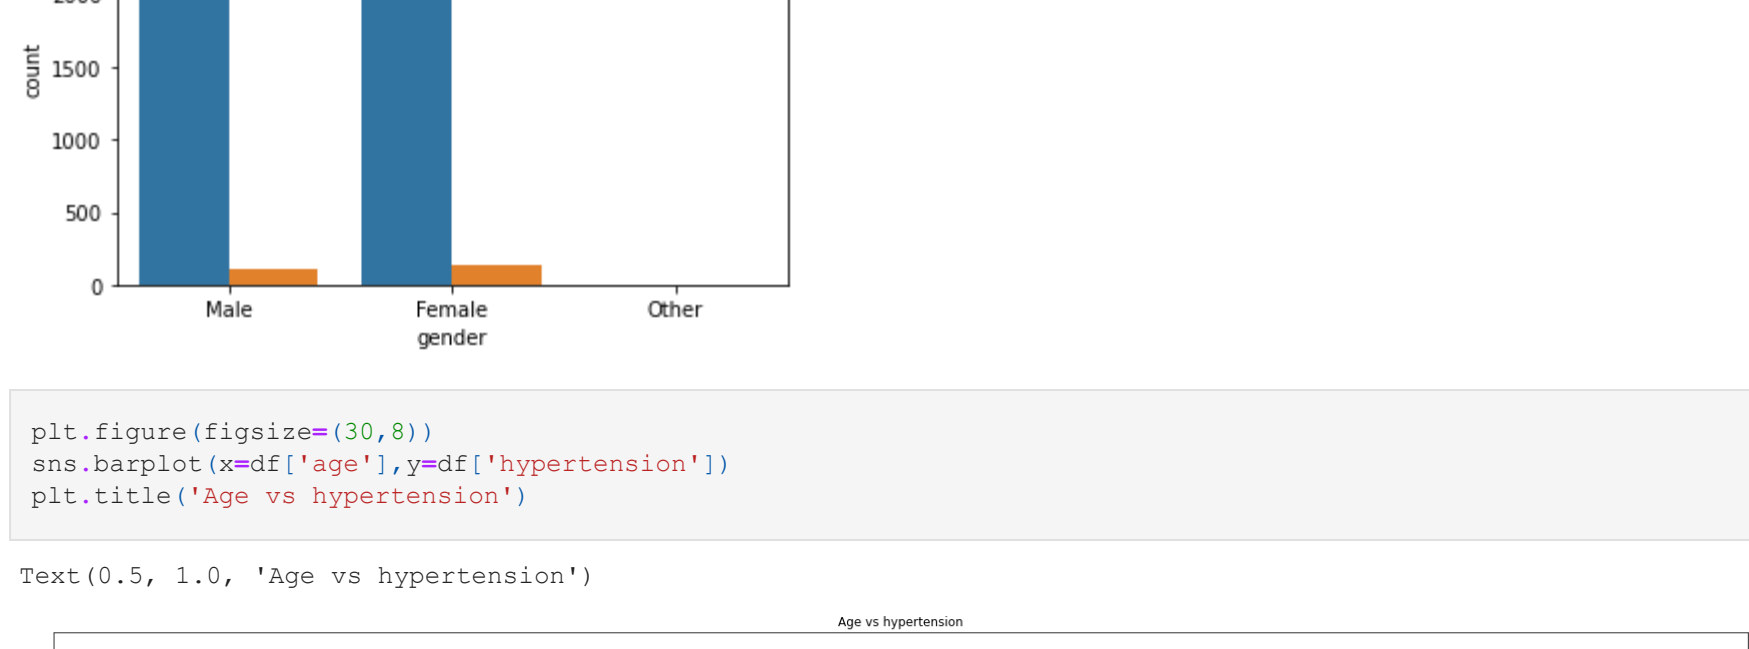 2000
count
1500
1000
500
0
Male Female Other
gender
plt.figure(figsize=(30,8))
sns.barplot(x=df['age'],y=df['hypertension'])
plt.title('Age vs hypertension')
Text(0.5, 1.0, 'Age vs hypertension')
Age vs hypertension